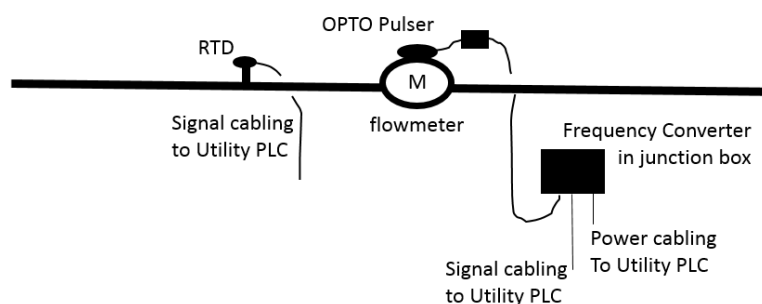 OPTO Pulser
RTD
M
flowmeter
Signal cabling
to Utility PLC
Frequency Converter
in junction box
Power cabling
To Utility PLC
Signal cabling
to Utility PLC